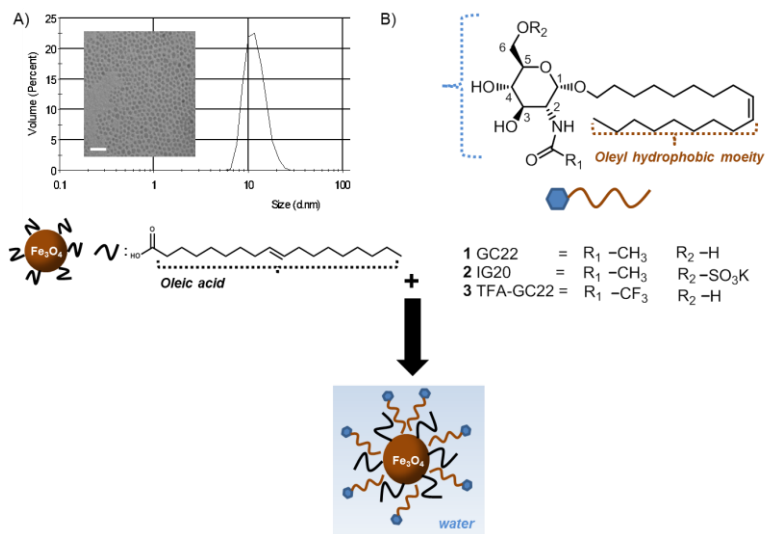 A)
25
20
15
10
5
0
Volume (Percent)
0.1
1
10
100
Size (d.nm)
B)
OR₂
6
5
O
1
O
HO
4
2
3
HO
NH
O
R₁
Oleyl hydrophobic moeity
Fe₃O₄
:
O
HO
Oleic acid
+
1 GC22 = R₁ –CH₃ R₂ –H
2 IG20 = R₁ –CH₃ R₂ –SO₃K
3 TFA-GC22 = R₁ –CF₃ R₂ –H
Fe₃O₄
water